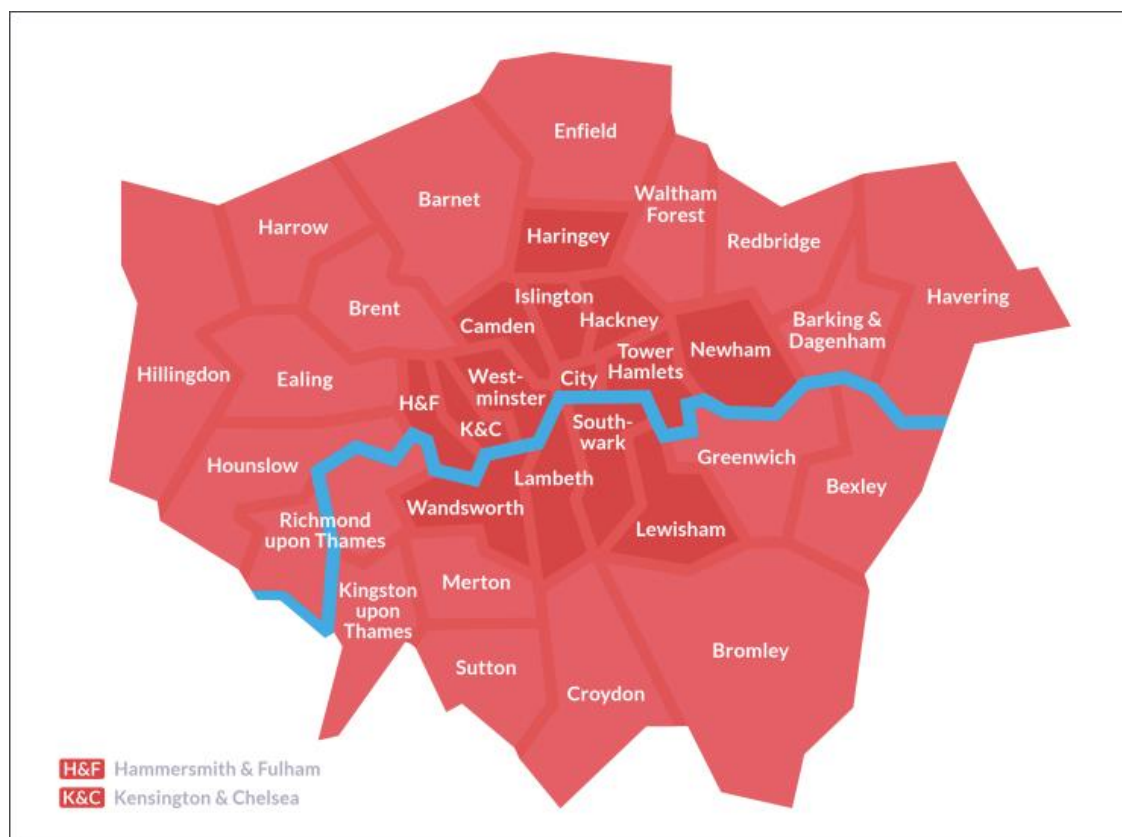 Enfield
Barnet
Waltham
Forest
Harrow
Haringey
Redbridge
Brent
Islington
Havering
Camden
Hackney
Barking &
Dagenham
Hillingdon
Ealing
West-
minster
City
Tower
Hamlets
Newham
H&F
K&C
South-
wark
Greenwich
Hounslow
Lambeth
Bexley
Wandsworth
Richmond
upon Thames
Lewisham
Merton
Kingston
upon
Thames
Sutton
Croydon
Bromley
H&F Hammersmith & Fulham
K&C Kensington & Chelsea